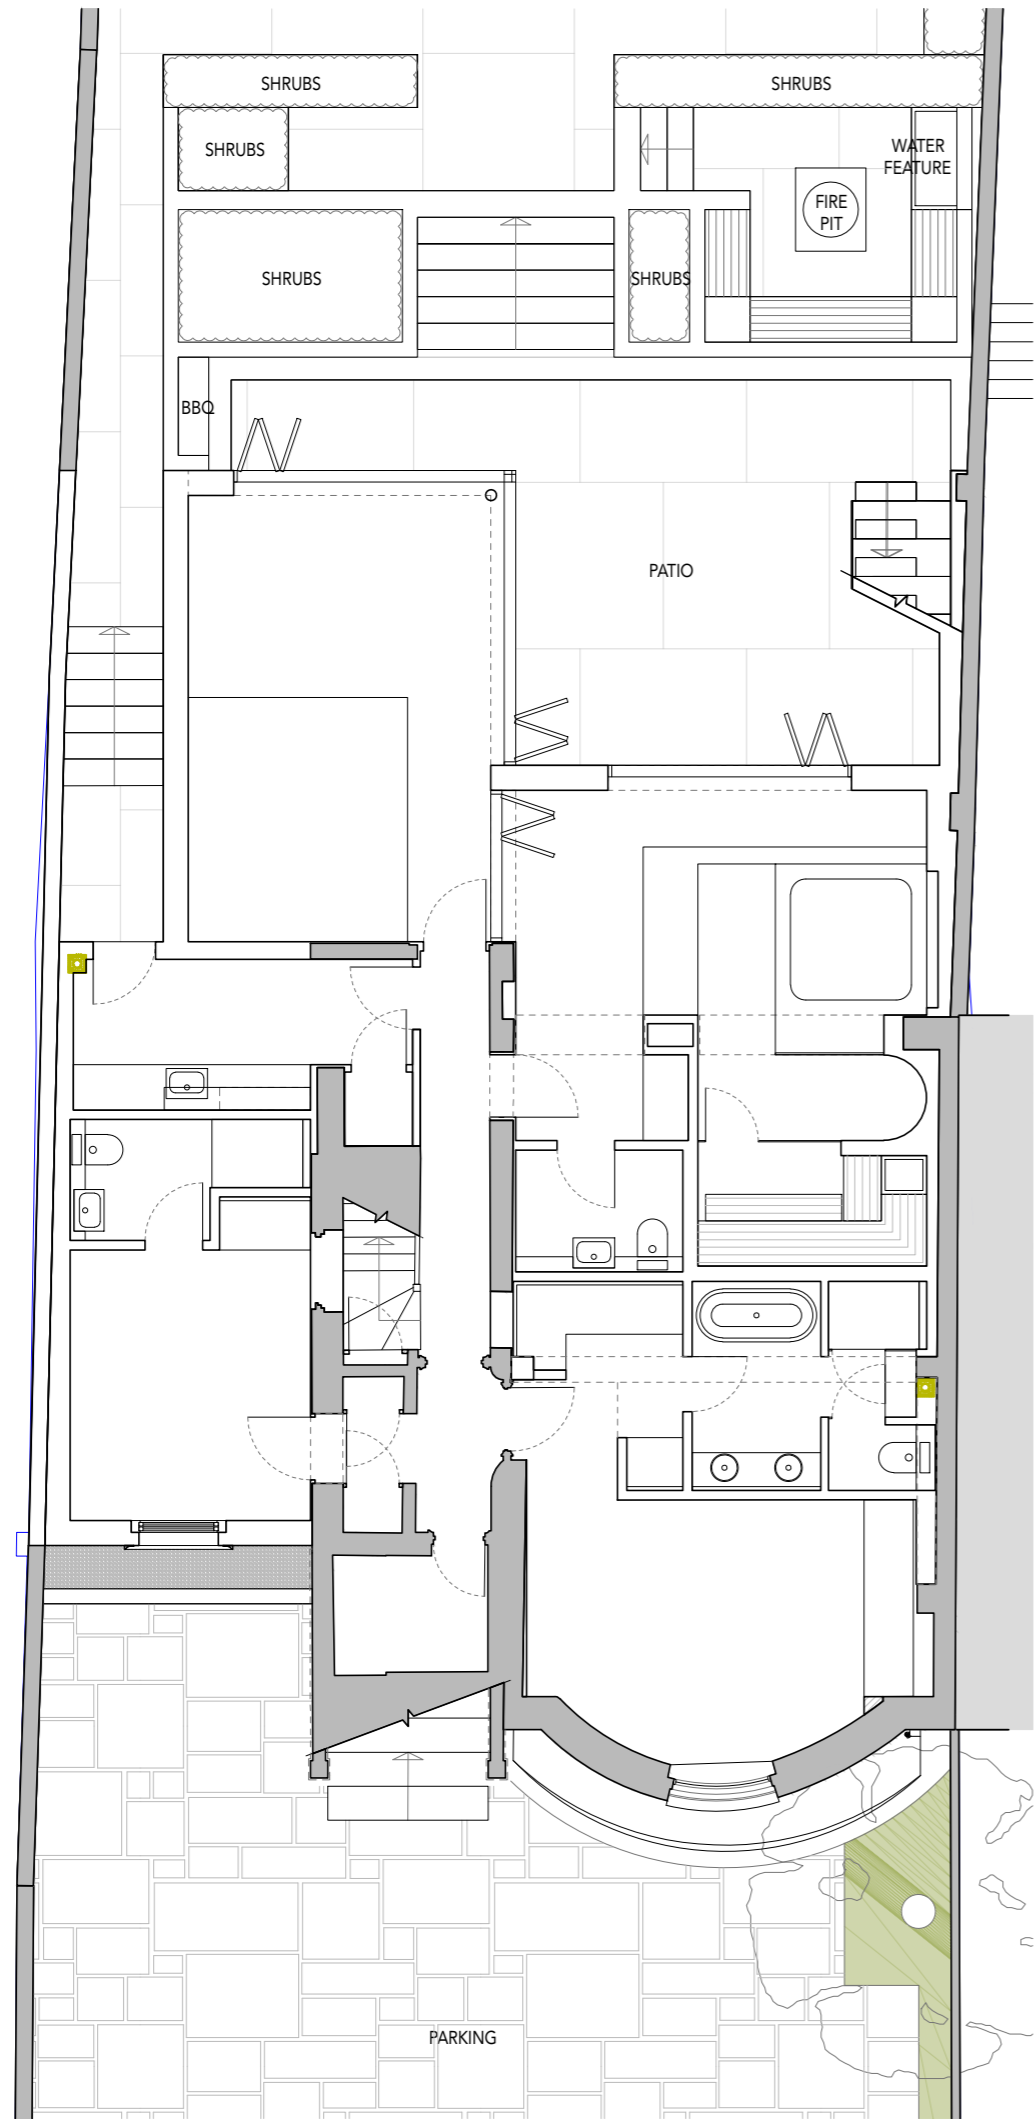 SHRUBS
SHRUBS
SHRUBS
WATER
FEATURE
FIRE
PIT
SHRUBS
SHRUBS
BBQ
PATIO
PARKING